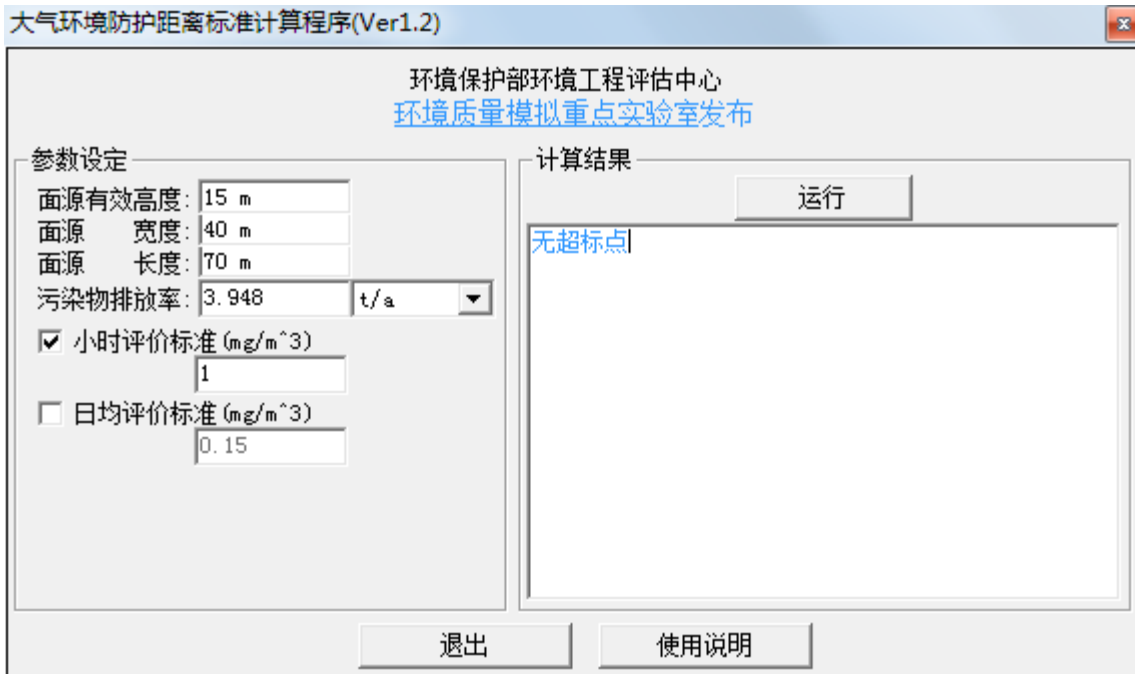 大气环境防护距离标准计算程序(Ver1.2)
环境保护部环境工程评估中心
环境质量模拟重点实验室发布
参数设定
面源有效高度: 15 m
面源 宽度: 40 m
面源 长度: 70 m
污染物排放率: 3.948 t/a
小时评价标准(mg/m^3)
1
日均评价标准(mg/m^3)
0.15
计算结果
运行
无超标点
退出
使用说明